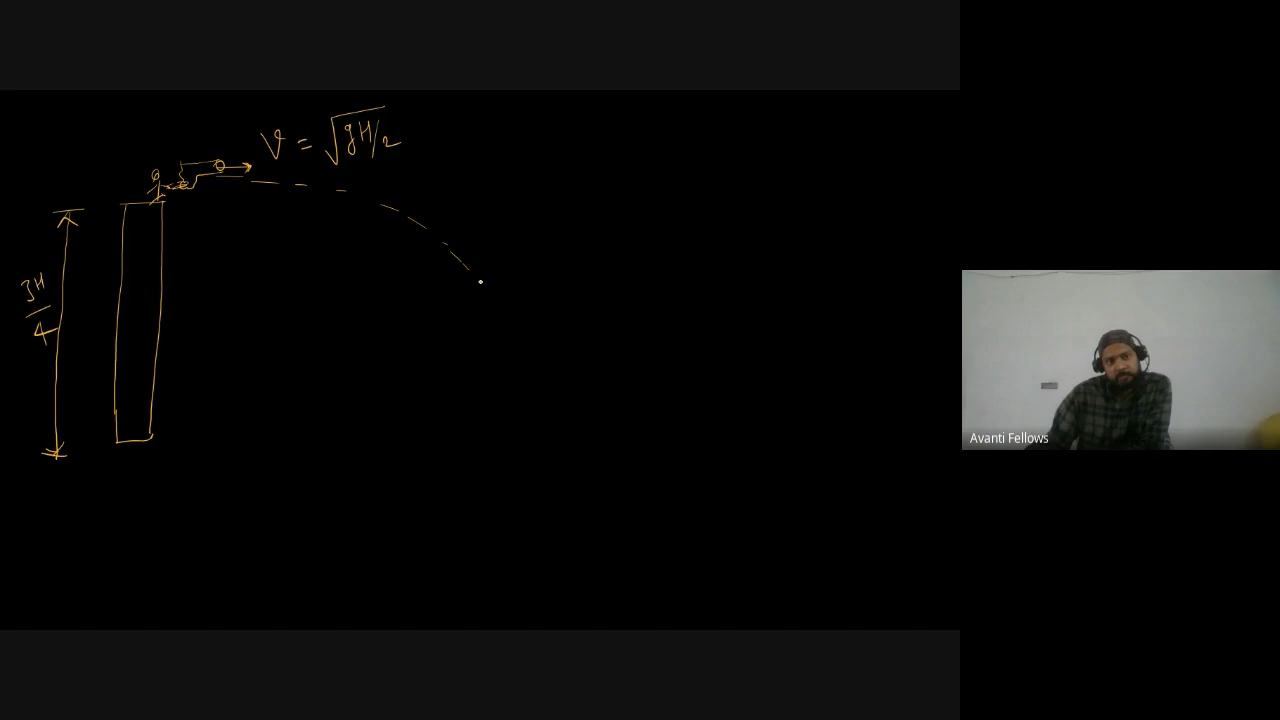 V = √gH/2
3H
4
Avanti Fellows